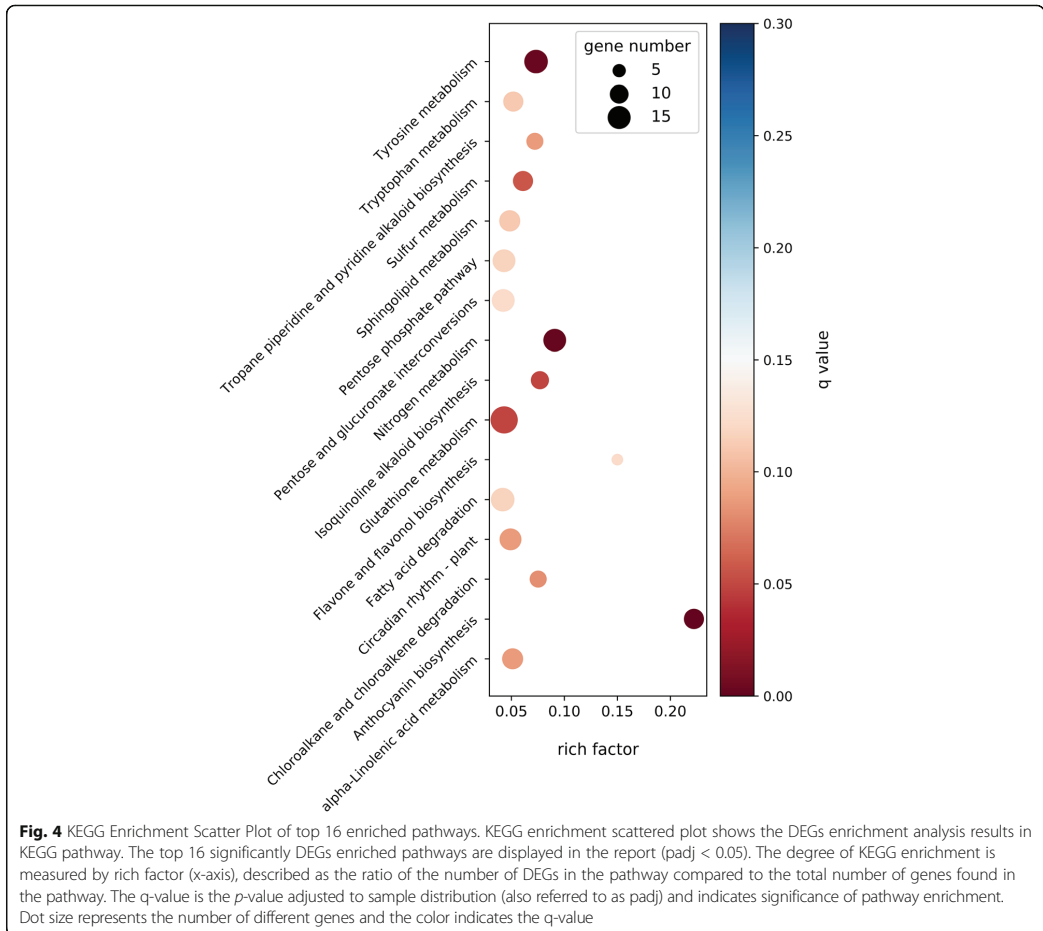 Tyrosine metabolism
Tryptophan metabolism
Tropane piperidine and pyridine alkaloid biosynthesis
Sulfur metabolism
Sphingolipid metabolism
Pentose phosphate pathway
Pentose and glucuronate interconversions
Nitrogen metabolism
Isoquinoline alkaloid biosynthesis
Glutathione metabolism
Flavone and flavonol biosynthesis
Fatty acid degradation
Circadian rhythm - plant
Chloroalkane and chloroalkene degradation
Anthocyanin biosynthesis
alpha-Linolenic acid metabolism
gene number
5
10
15
0.05 0.10 0.15 0.20
rich factor
0.30
0.25
0.20
0.15
0.10
0.05
0.00
q value
Fig. 4 KEGG Enrichment Scatter Plot of top 16 enriched pathways. KEGG enrichment scattered plot shows the DEGs enrichment analysis results in
KEGG pathway. The top 16 significantly DEGs enriched pathways are displayed in the report (padj < 0.05). The degree of KEGG enrichment is
measured by rich factor (x-axis), described as the ratio of the number of DEGs in the pathway compared to the total number of genes found in
the pathway. The q-value is the p-value adjusted to sample distribution (also referred to as padj) and indicates significance of pathway enrichment.
Dot size represents the number of different genes and the color indicates the q-value